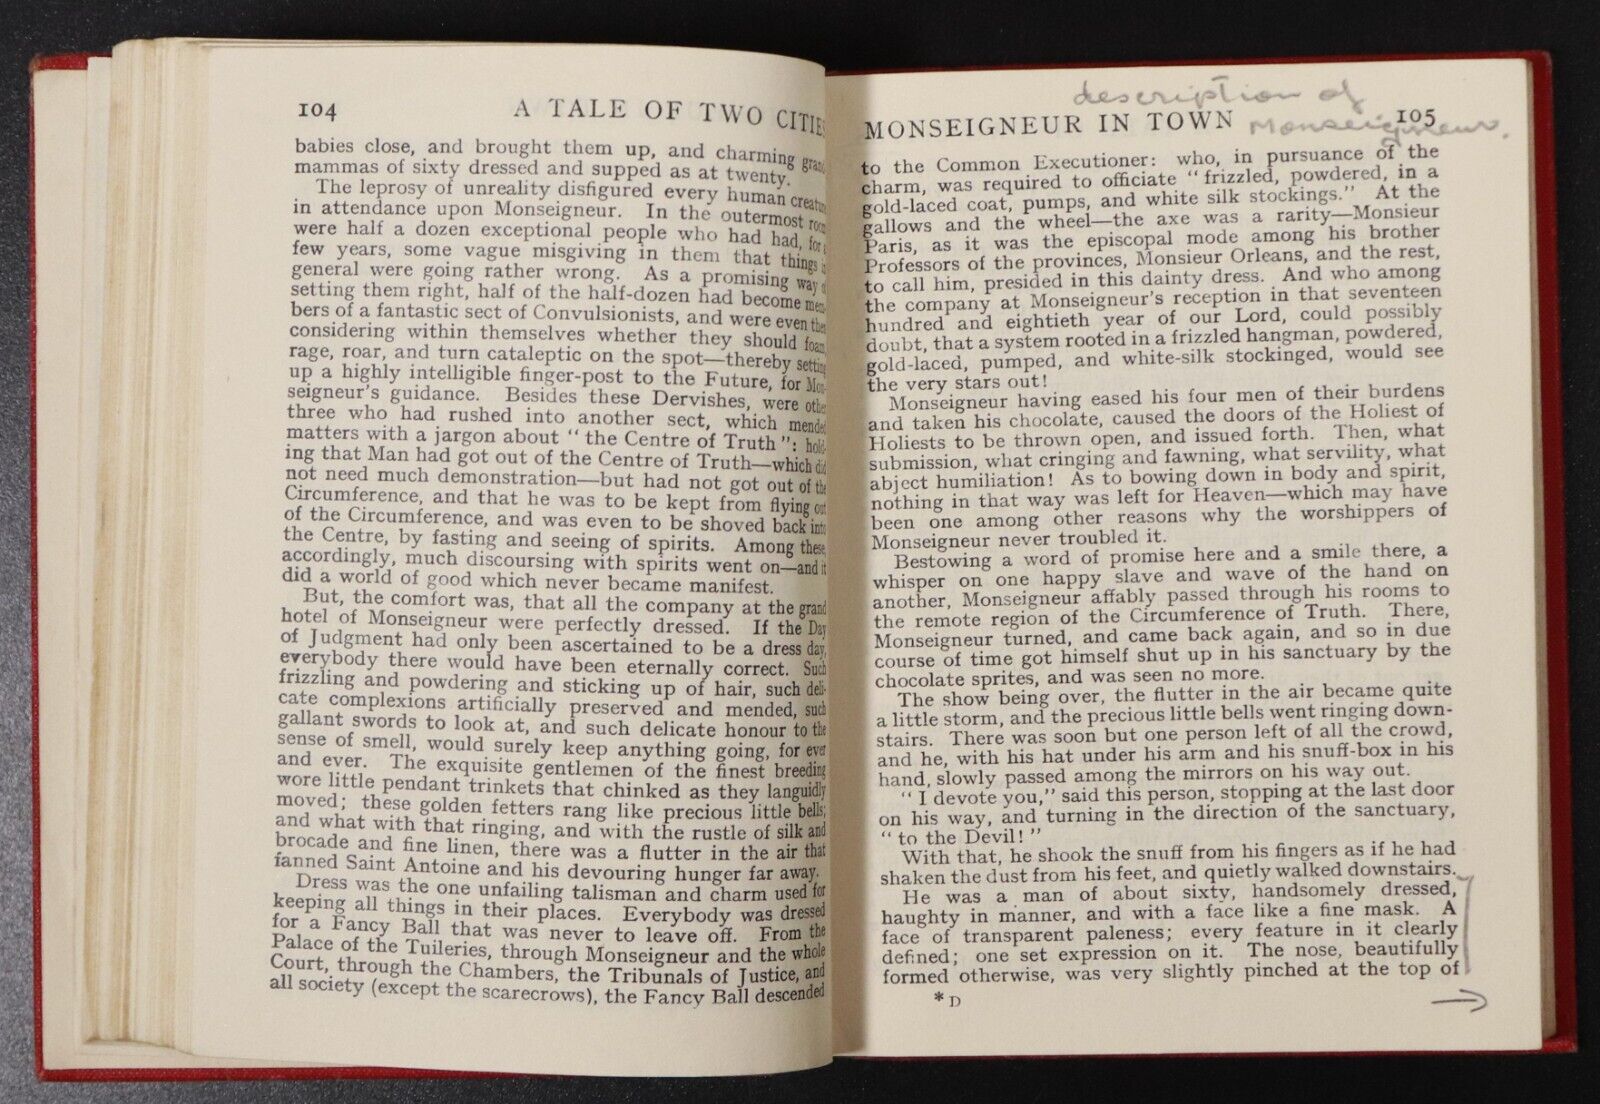 104 A TALE OF TWO CITIES
babies close, and brought them up, and charming grand-
mammas of sixty dressed and supped as at twenty.
The leprosy of unreality disfigured every human creature
in attendance upon Monseigneur. In the outermost room
were half a dozen exceptional people who had had, for a
few years, some vague misgiving in them that things in
general were going rather wrong. As a promising way of
setting them right, half of the half-dozen had become mem-
bers of a fantastic sect of Convulsionists, and were even then
considering within themselves whether they should foam,
rage, roar, and turn cataleptic on the spot—thereby setting
up a highly intelligible finger-post to the Future, for Mon-
seigneur's guidance. Besides these Dervishes, were other
three who had rushed into another sect, which mended
matters with a jargon about “ the Centre of Truth ”: hold-
ing that Man had got out of the Centre of Truth—which did
not need much demonstration—but had not got out of the
Circumference, and that he was to be kept from flying out
of the Circumference, and was even to be shoved back into
the Centre, by fasting and seeing of spirits. Among these,
accordingly, much discoursing with spirits went on—and it
did a world of good which never became manifest.
But, the comfort was, that all the company at the grand
hotel of Monseigneur were perfectly dressed. If the Day
of Judgment had only been ascertained to be a dress day,
everybody there would have been eternally correct. Such
frizzling and powdering and sticking up of hair, such deli-
cate complexions artificially preserved and mended, such
gallant swords to look at, and such delicate honour to the
sense of smell, would surely keep anything going, for ever
and ever. The exquisite gentlemen of the finest breeding
wore little pendant trinkets that chinked as they languidly
moved; these golden fetters rang like precious little bells;
and what with that ringing, and with the rustle of silk and
brocade and fine linen, there was a flutter in the air that
fanned Saint Antoine and his devouring hunger far away.
Dress was the one unfailing talisman and charm used for
keeping all things in their places. Everybody was dressed
for a Fancy Ball that was never to leave off. From the
Palace of the Tuileries, through Monseigneur and the whole
Court, through the Chambers, the Tribunals of Justice, and
all society (except the scarecrows), the Fancy Ball descended
description of
Monseigneur.
MONSEIGNEUR IN TOWN 105
to the Common Executioner: who, in pursuance of the
charm, was required to officiate “ frizzled, powdered, in a
gold-laced coat, pumps, and white silk stockings.” At the
gallows and the wheel—the axe was a rarity—Monsieur
Paris, as it was the episcopal mode among his brother
Professors of the provinces, Monsieur Orleans, and the rest,
to call him, presided in this dainty dress. And who among
the company at Monseigneur's reception in that seventeen
hundred and eightieth year of our Lord, could possibly
doubt, that a system rooted in a frizzled hangman, powdered,
gold-laced, pumped, and white-silk stockinged, would see
the very stars out!
Monseigneur having eased his four men of their burdens
and taken his chocolate, caused the doors of the Holiest of
Holiests to be thrown open, and issued forth. Then, what
submission, what cringing and fawning, what servility, what
abject humiliation! As to bowing down in body and spirit,
nothing in that way was left for Heaven—which may have
been one among other reasons why the worshippers of
Monseigneur never troubled it.
Bestowing a word of promise here and a smile there, a
whisper on one happy slave and wave of the hand on
another, Monseigneur affably passed through his rooms to
the remote region of the Circumference of Truth. There,
Monseigneur turned, and came back again, and so in due
course of time got himself shut up in his sanctuary by the
chocolate sprites, and was seen no more.
The show being over, the flutter in the air became quite
a little storm, and the precious little bells went ringing down-
stairs. There was soon but one person left of all the crowd,
and he, with his hat under his arm and his snuff-box in his
hand, slowly passed among the mirrors on his way out.
“ I devote you,” said this person, stopping at the last door
on his way, and turning in the direction of the sanctuary,
“ to the Devil! ”
With that, he shook the snuff from his fingers as if he had
shaken the dust from his feet, and quietly walked downstairs.
He was a man of about sixty, handsomely dressed,
haughty in manner, and with a face like a fine mask. A
face of transparent paleness; every feature in it clearly
defined; one set expression on it. The nose, beautifully
formed otherwise, was very slightly pinched at the top of
* D